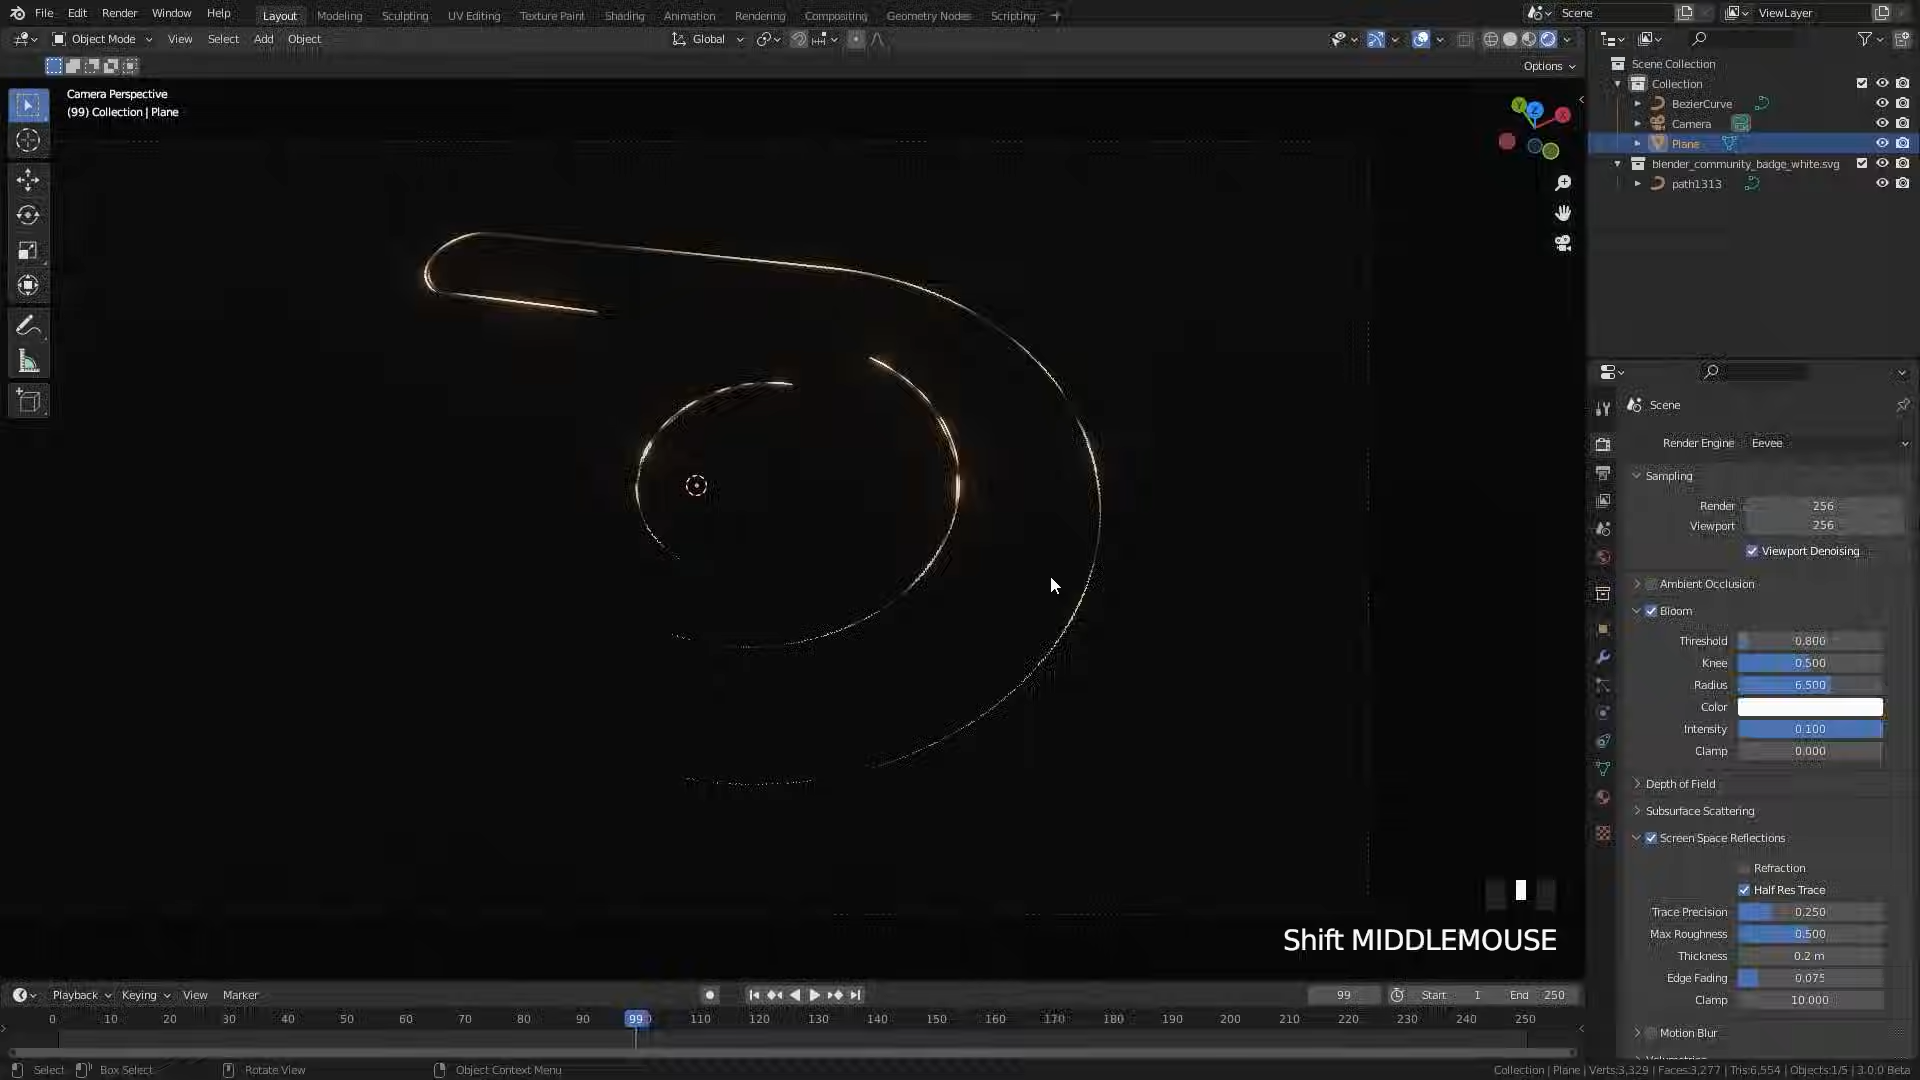 File Edit Render Window Help Layout Modeling Sculpting UV Editing Texture Paint Shading Animation Rendering Compositing Geometry Nodes Scripting Scene ViewLayer
Object Mode View Select Add Object Global
Options
Camera Perspective
(99) Collection | Plane
Scene Collection
Collection
BezierCurve
Camera
Plane
blender_community_badge_white.svg
path1313
Y Z X
Scene
Render Engine Eevee
Sampling
Render 256
Viewport 256
Viewport Denoising
Ambient Occlusion
Bloom
Threshold 0.800
Knee 0.500
Radius 6.500
Color
Intensity 0.100
Clamp 0.000
Depth of Field
Subsurface Scattering
Screen Space Reflections
Refraction
Half Res Trace
Trace Precision 0.250
Max Roughness 0.500
Thickness 0.2 m
Edge Fading 0.075
Clamp 10.000
Motion Blur
Shift MIDDLEMOUSE
Playback Keying View Marker 99 Start 1 End 250
0 10 20 30 40 50 60 70 80 90 99 110 120 130 140 150 160 170 180 190 200 210 220 230 240 250
Select Box Select Rotate View Object Context Menu Collection | Plane | Verts:3,329 | Faces:3,277 | Tris:6,554 | Objects:1/5 | 3.0.0 Beta